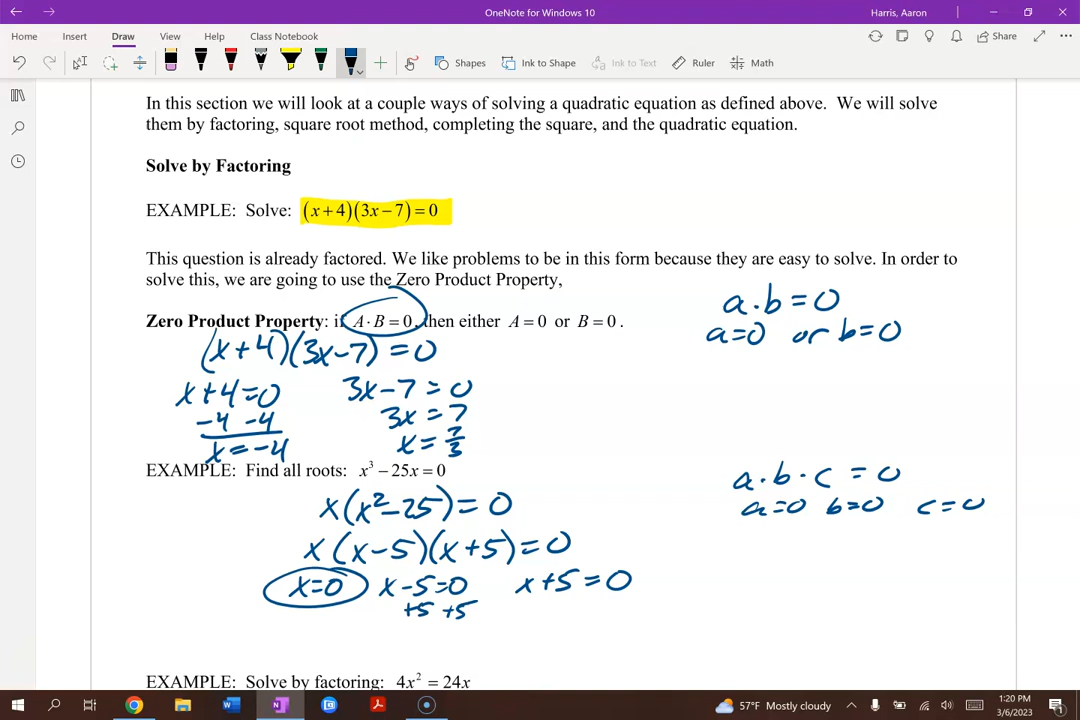 OneNote for Windows 10
Harris, Aaron
Home Insert Draw View Help Class Notebook
Share
Shapes Ink to Shape Ink to Text Ruler Math
In this section we will look at a couple ways of solving a quadratic equation as defined above. We will solve
them by factoring, square root method, completing the square, and the quadratic equation.
Solve by Factoring
EXAMPLE: Solve: (x+4)(3x−7)=0
This question is already factored. We like problems to be in this form because they are easy to solve. In order to
solve this, we are going to use the Zero Product Property,
a·b=0
Zero Product Property: if A·B=0, then either A=0 or B=0.
a=0 or b=0
(x+4)(3x−7)=0
x+4=0 3x−7=0
−4 −4 3x=7
x=−4 x=7/3
EXAMPLE: Find all roots: x³−25x=0
a·b·c=0
a=0 b=0 c=0
x(x²−25)=0
x(x−5)(x+5)=0
x=0 x−5=0 x+5=0
+5 +5
EXAMPLE: Solve by factoring: 4x²=24x
57°F Mostly cloudy
1:20 PM
3/6/2023